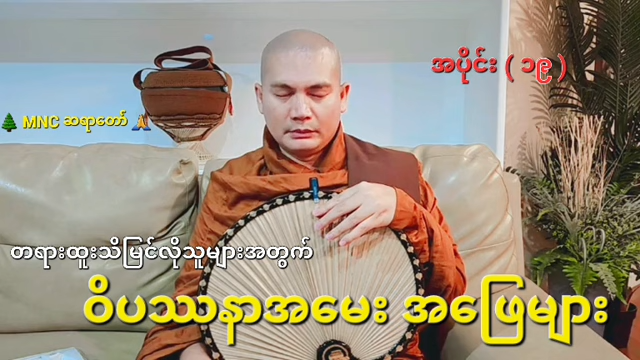 အပိုင်း ( ၁၉ )
🌲 MNC ဆရာတော် 🙏
တရားထူးသိမြင်လိုသူများအတွက်
ဝိပဿနာအမေး အဖြေများ